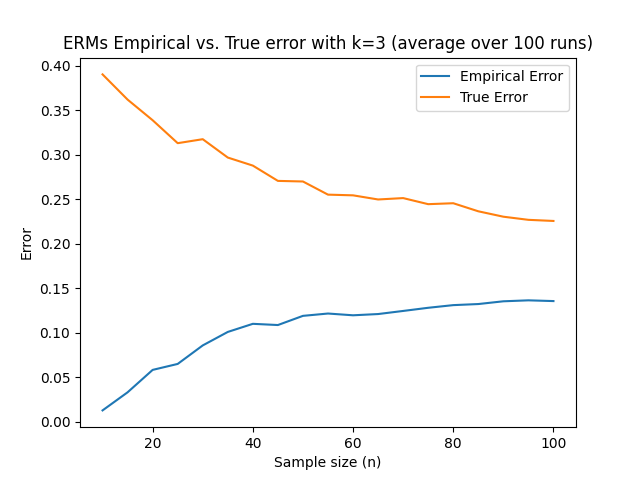 ERMs Empirical vs. True error with k=3 (average over 100 runs)
Empirical Error
True Error
Error
0.40
0.35
0.30
0.25
0.20
0.15
0.10
0.05
0.00
20
40
60
80
100
Sample size (n)